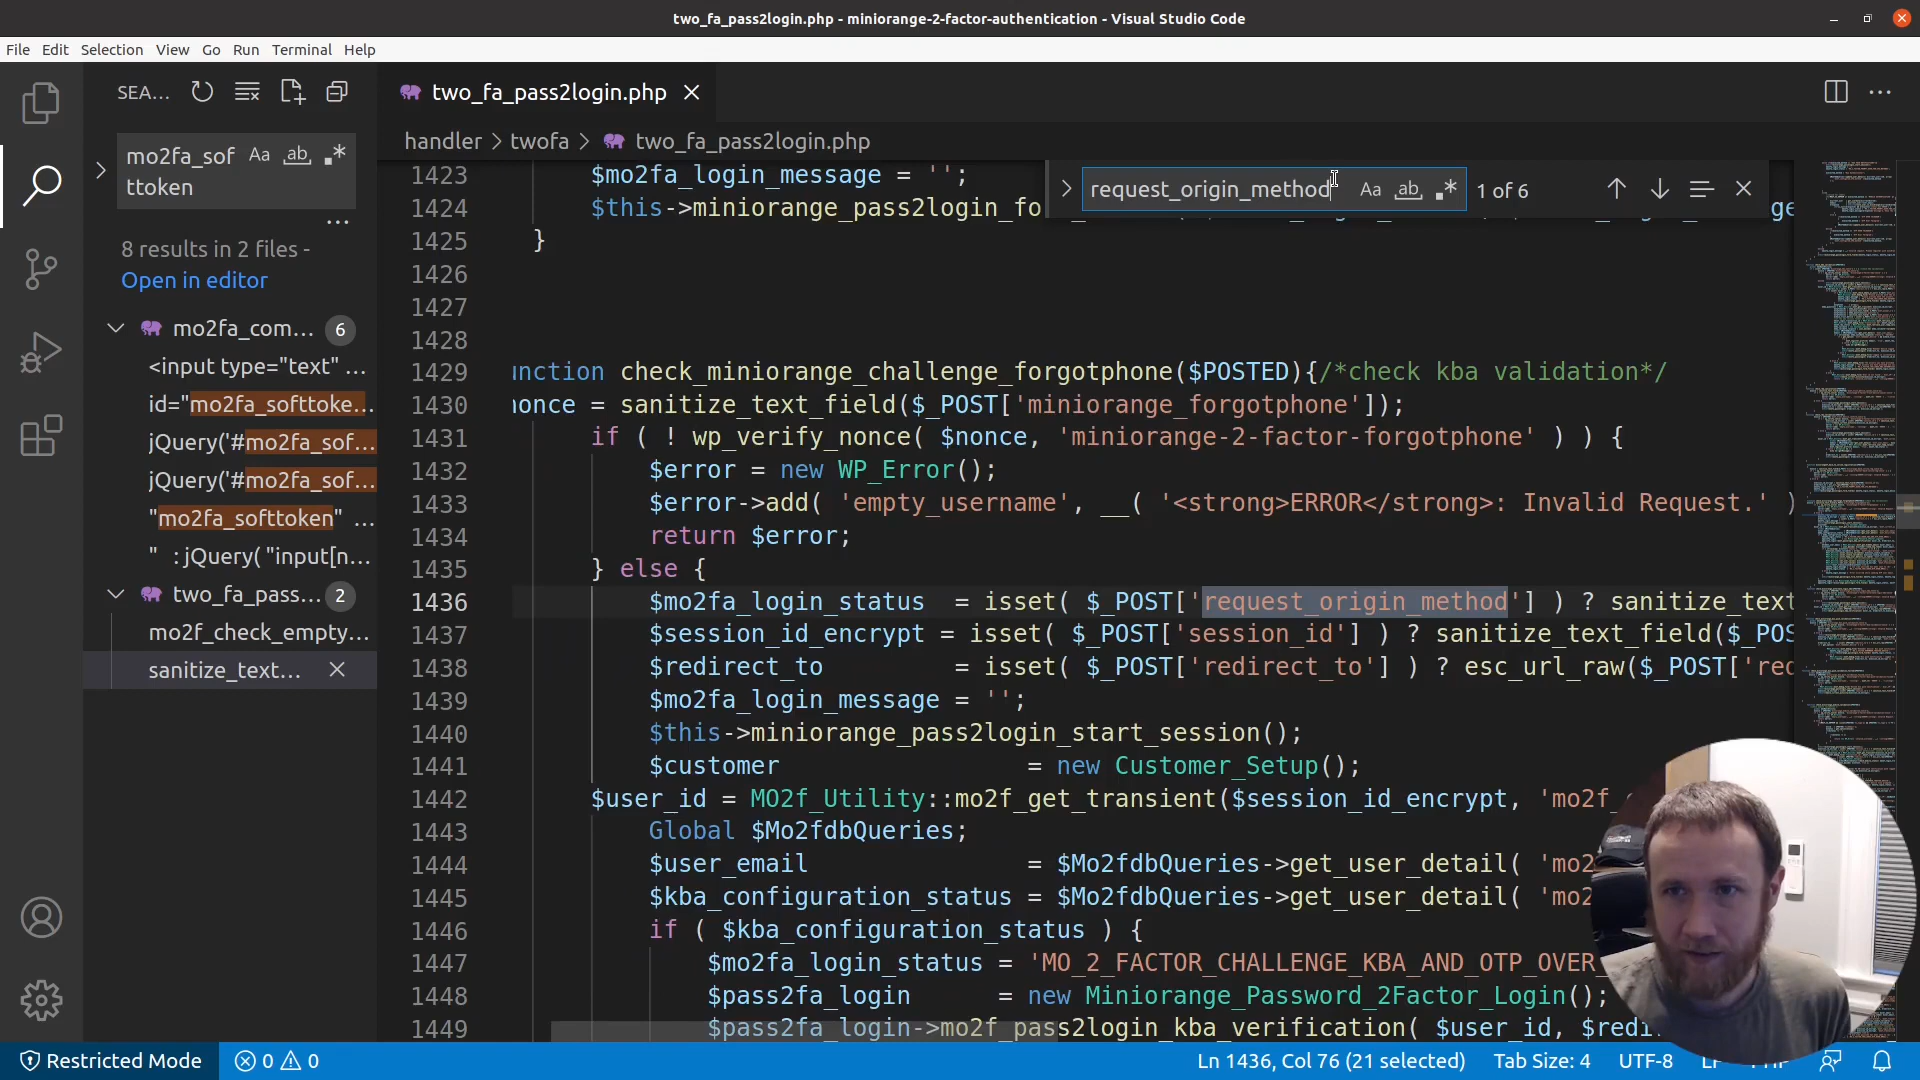 two_fa_pass2login.php - miniorange-2-factor-authentication - Visual Studio Code
File Edit Selection View Go Run Terminal Help
SEA...
two_fa_pass2login.php
handler > twofa > two_fa_pass2login.php
mo2fa_sof
ttoken
Aa ab
request_origin_method Aa ab 1 of 6
8 results in 2 files -
Open in editor
mo2fa_com... 6
<input type="text" ...
id="mo2fa_softtoke...
jQuery('#mo2fa_sof...
jQuery('#mo2fa_sof...
"mo2fa_softtoken" ...
" : jQuery( "input[n...
two_fa_pass... 2
mo2f_check_empty...
sanitize_text...
1423 $mo2fa_login_message = '';
1424 $this->miniorange_pass2login_fo
1425 }
1426
1427
1428
1429 unction check_miniorange_challenge_forgotphone($POSTED){/*check kba validation*/
1430 nonce = sanitize_text_field($_POST['miniorange_forgotphone']);
1431 if ( ! wp_verify_nonce( $nonce, 'miniorange-2-factor-forgotphone' ) ) {
1432 $error = new WP_Error();
1433 $error->add( 'empty_username', __( '<strong>ERROR</strong>: Invalid Request.' )
1434 return $error;
1435 } else {
1436 $mo2fa_login_status = isset( $_POST['request_origin_method'] ) ? sanitize_text
1437 $session_id_encrypt = isset( $_POST['session_id'] ) ? sanitize_text_field($_POS
1438 $redirect_to = isset( $_POST['redirect_to'] ) ? esc_url_raw($_POST['red
1439 $mo2fa_login_message = '';
1440 $this->miniorange_pass2login_start_session();
1441 $customer = new Customer_Setup();
1442 $user_id = MO2f_Utility::mo2f_get_transient($session_id_encrypt, 'mo2f_
1443 Global $Mo2fdbQueries;
1444 $user_email = $Mo2fdbQueries->get_user_detail( 'mo2
1445 $kba_configuration_status = $Mo2fdbQueries->get_user_detail( 'mo2
1446 if ( $kba_configuration_status ) {
1447 $mo2fa_login_status = 'MO_2_FACTOR_CHALLENGE_KBA_AND_OTP_OVER_
1448 $pass2fa_login = new Miniorange_Password_2Factor_Login();
1449 $pass2fa_login->mo2f_pass2login_kba_verification( $user_id, $redi
Restricted Mode 0 0 Ln 1436, Col 76 (21 selected) Tab Size: 4 UTF-8